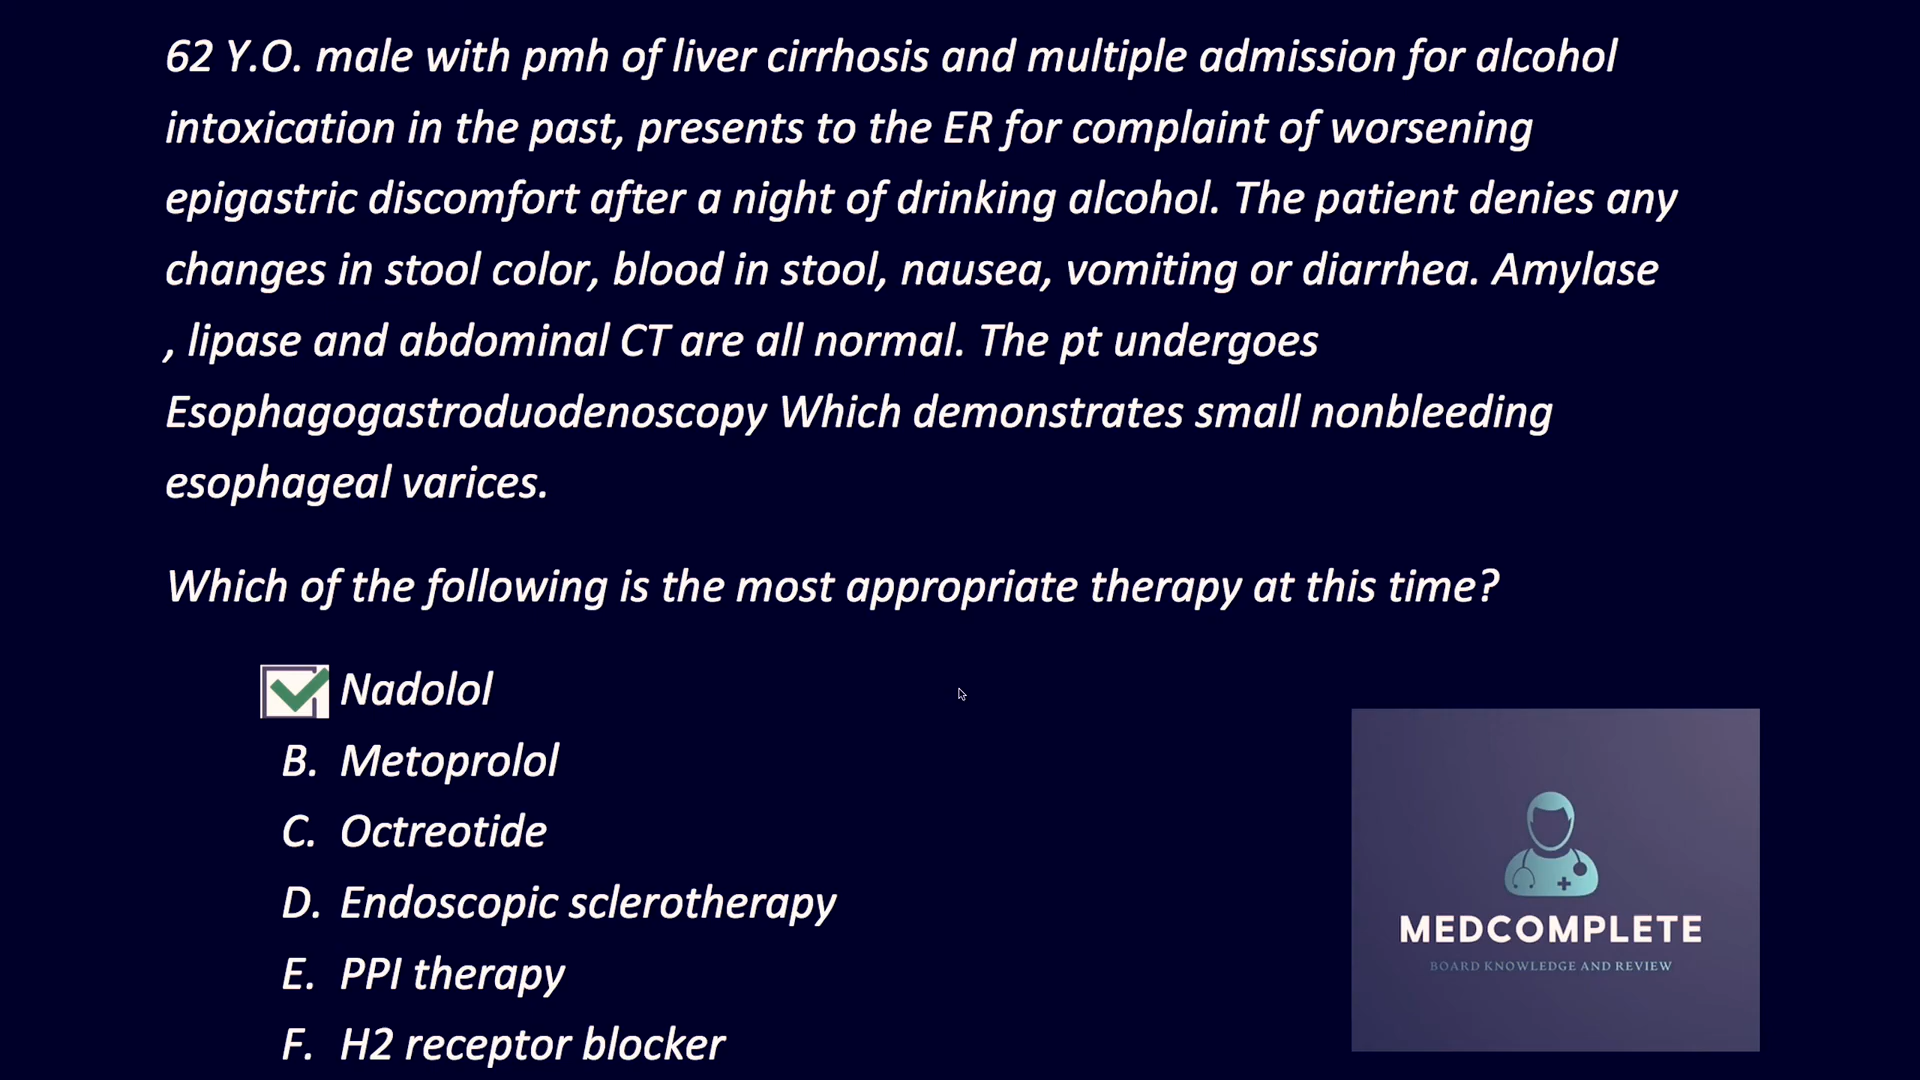 62 Y.O. male with pmh of liver cirrhosis and multiple admission for alcohol
intoxication in the past, presents to the ER for complaint of worsening
epigastric discomfort after a night of drinking alcohol. The patient denies any
changes in stool color, blood in stool, nausea, vomiting or diarrhea. Amylase
, lipase and abdominal CT are all normal. The pt undergoes
Esophagogastroduodenoscopy Which demonstrates small nonbleeding
esophageal varices.
Which of the following is the most appropriate therapy at this time?
Nadolol
B. Metoprolol
C. Octreotide
D. Endoscopic sclerotherapy
E. PPI therapy
F. H2 receptor blocker
MEDCOMPLETE
BOARD KNOWLEDGE AND REVIEW